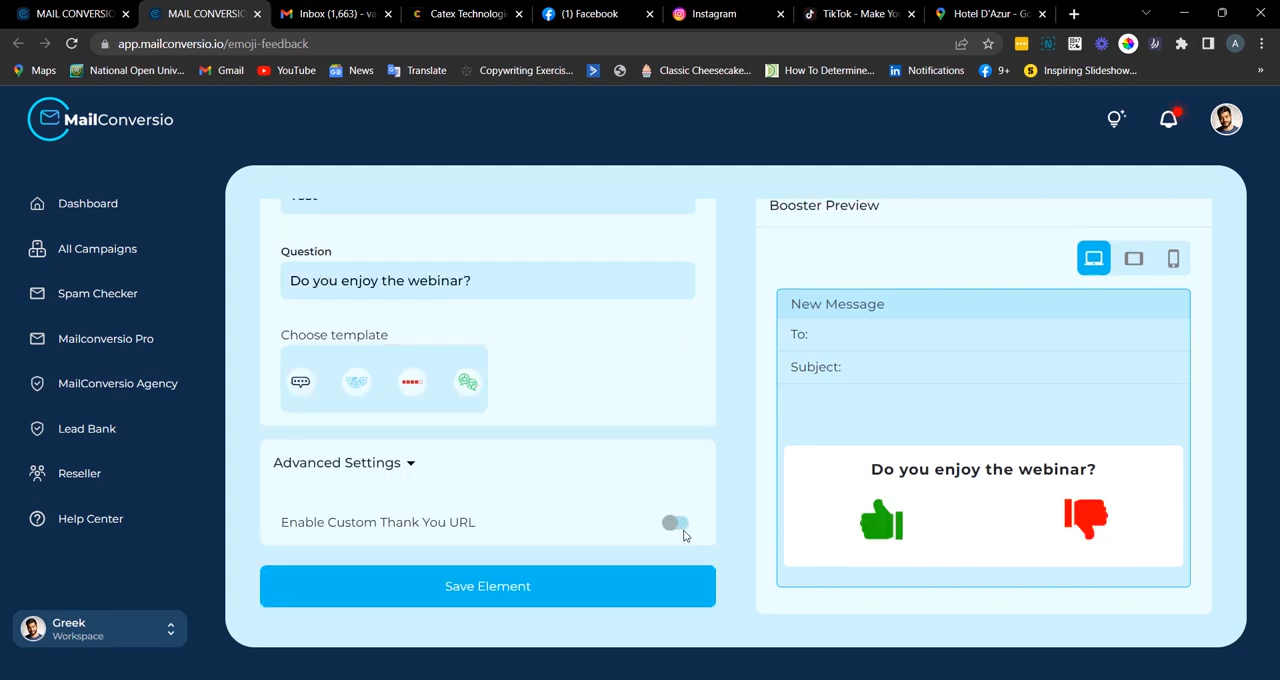 MAIL CONVERSIO
MAIL CONVERSIO
Inbox (1,663) - va
Catex Technologi
(1) Facebook
Instagram
TikTok - Make Yo
Hotel D'Azur - Go
app.mailconversio.io/emoji-feedback
A
Maps
National Open Univ...
Gmail
YouTube
News
Translate
Copywriting Exercis...
Classic Cheesecake...
How To Determine...
Notifications
9+
Inspiring Slideshow...
»
MailConversio
Dashboard
All Campaigns
Spam Checker
Mailconversio Pro
MailConversio Agency
Lead Bank
Reseller
Help Center
Greek
Workspace
Question
Do you enjoy the webinar?
Choose template
Advanced Settings
Enable Custom Thank You URL
Save Element
Booster Preview
New Message
To:
Subject:
Do you enjoy the webinar?